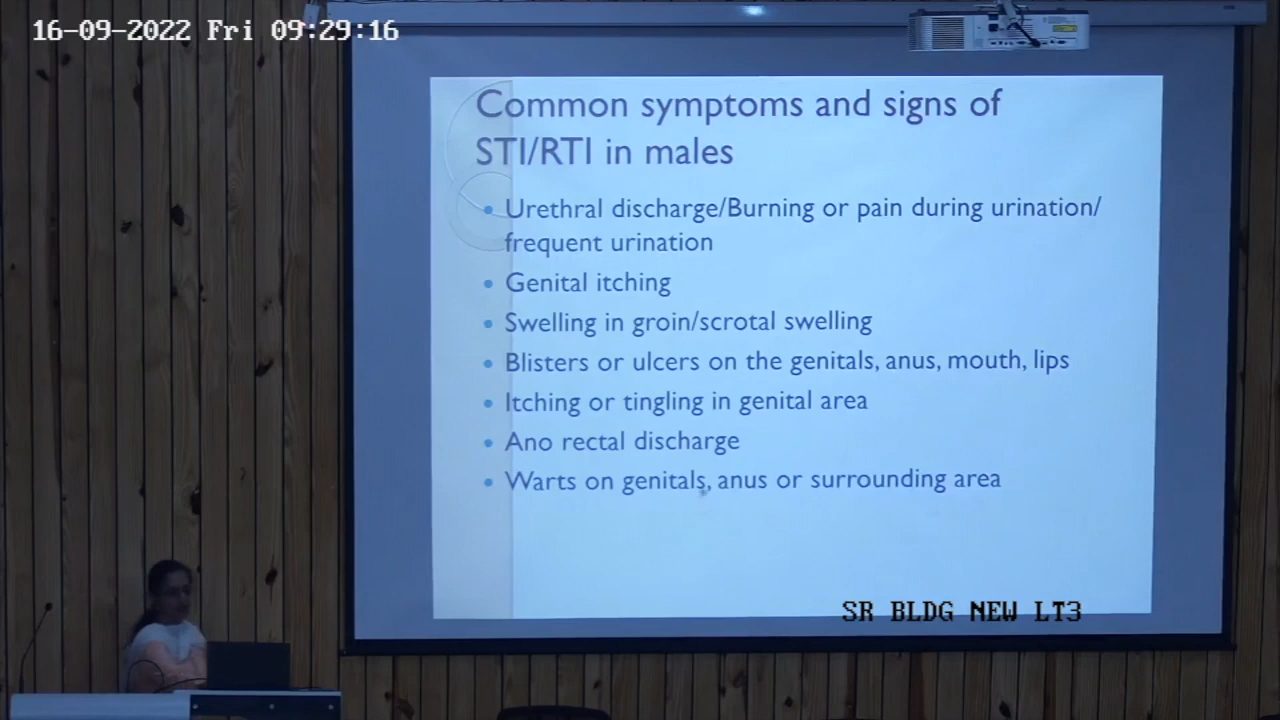 16-09-2022 Fri 09:29:16
Common symptoms and signs of
STI/RTI in males
• Urethral discharge/Burning or pain during urination/
frequent urination
• Genital itching
• Swelling in groin/scrotal swelling
• Blisters or ulcers on the genitals, anus, mouth, lips
• Itching or tingling in genital area
• Ano rectal discharge
• Warts on genitals, anus or surrounding area
SR BLDG NEW LT3